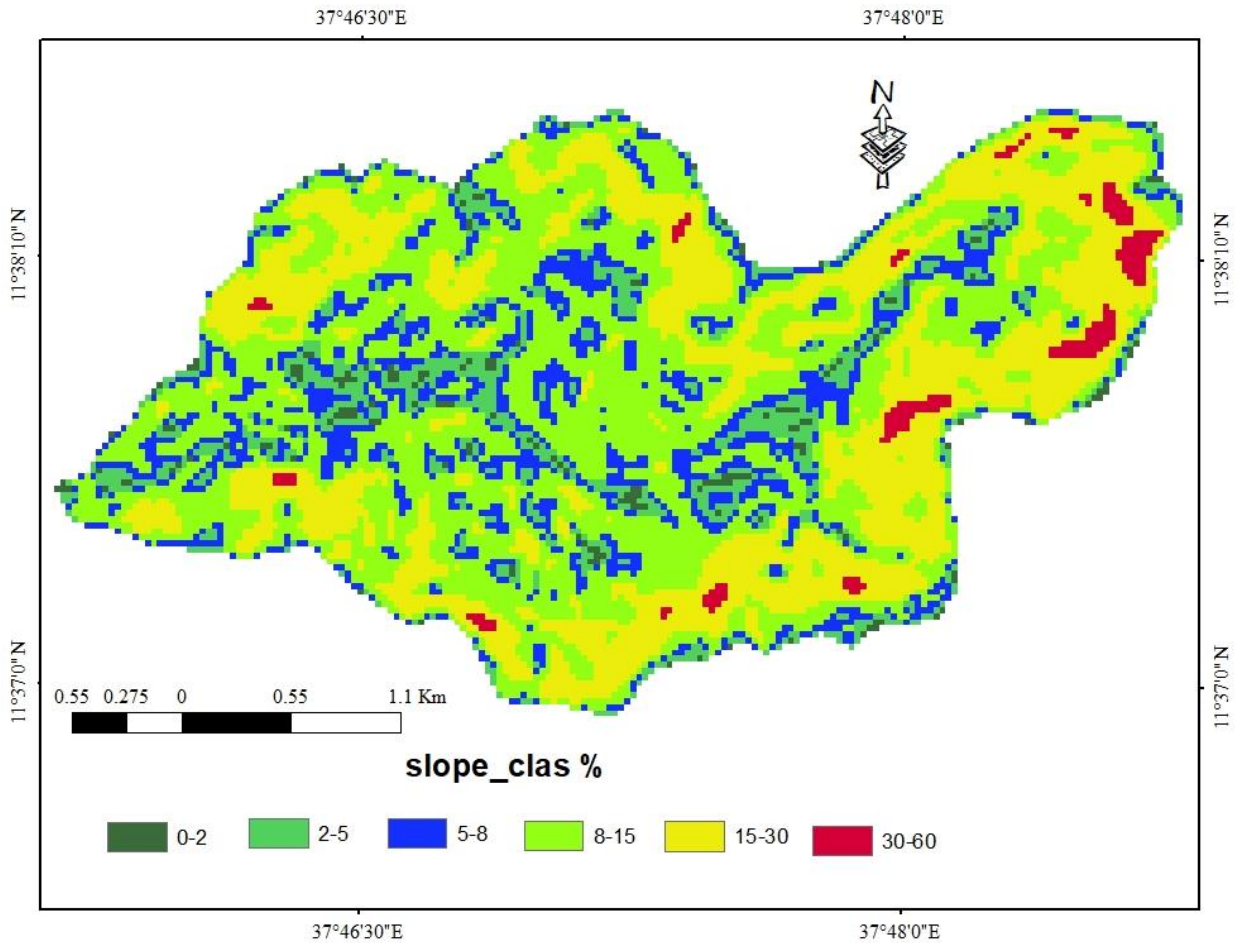 37°46'30"E 37°48'0"E
N
11°38'10" N 11°38'10" N
11°37'0" N 11°37'0" N
0.55 0.275 0 0.55 1.1 Km
slope_clas %
0-2 2-5 5-8 8-15 15-30 30-60
37°46'30"E 37°48'0"E